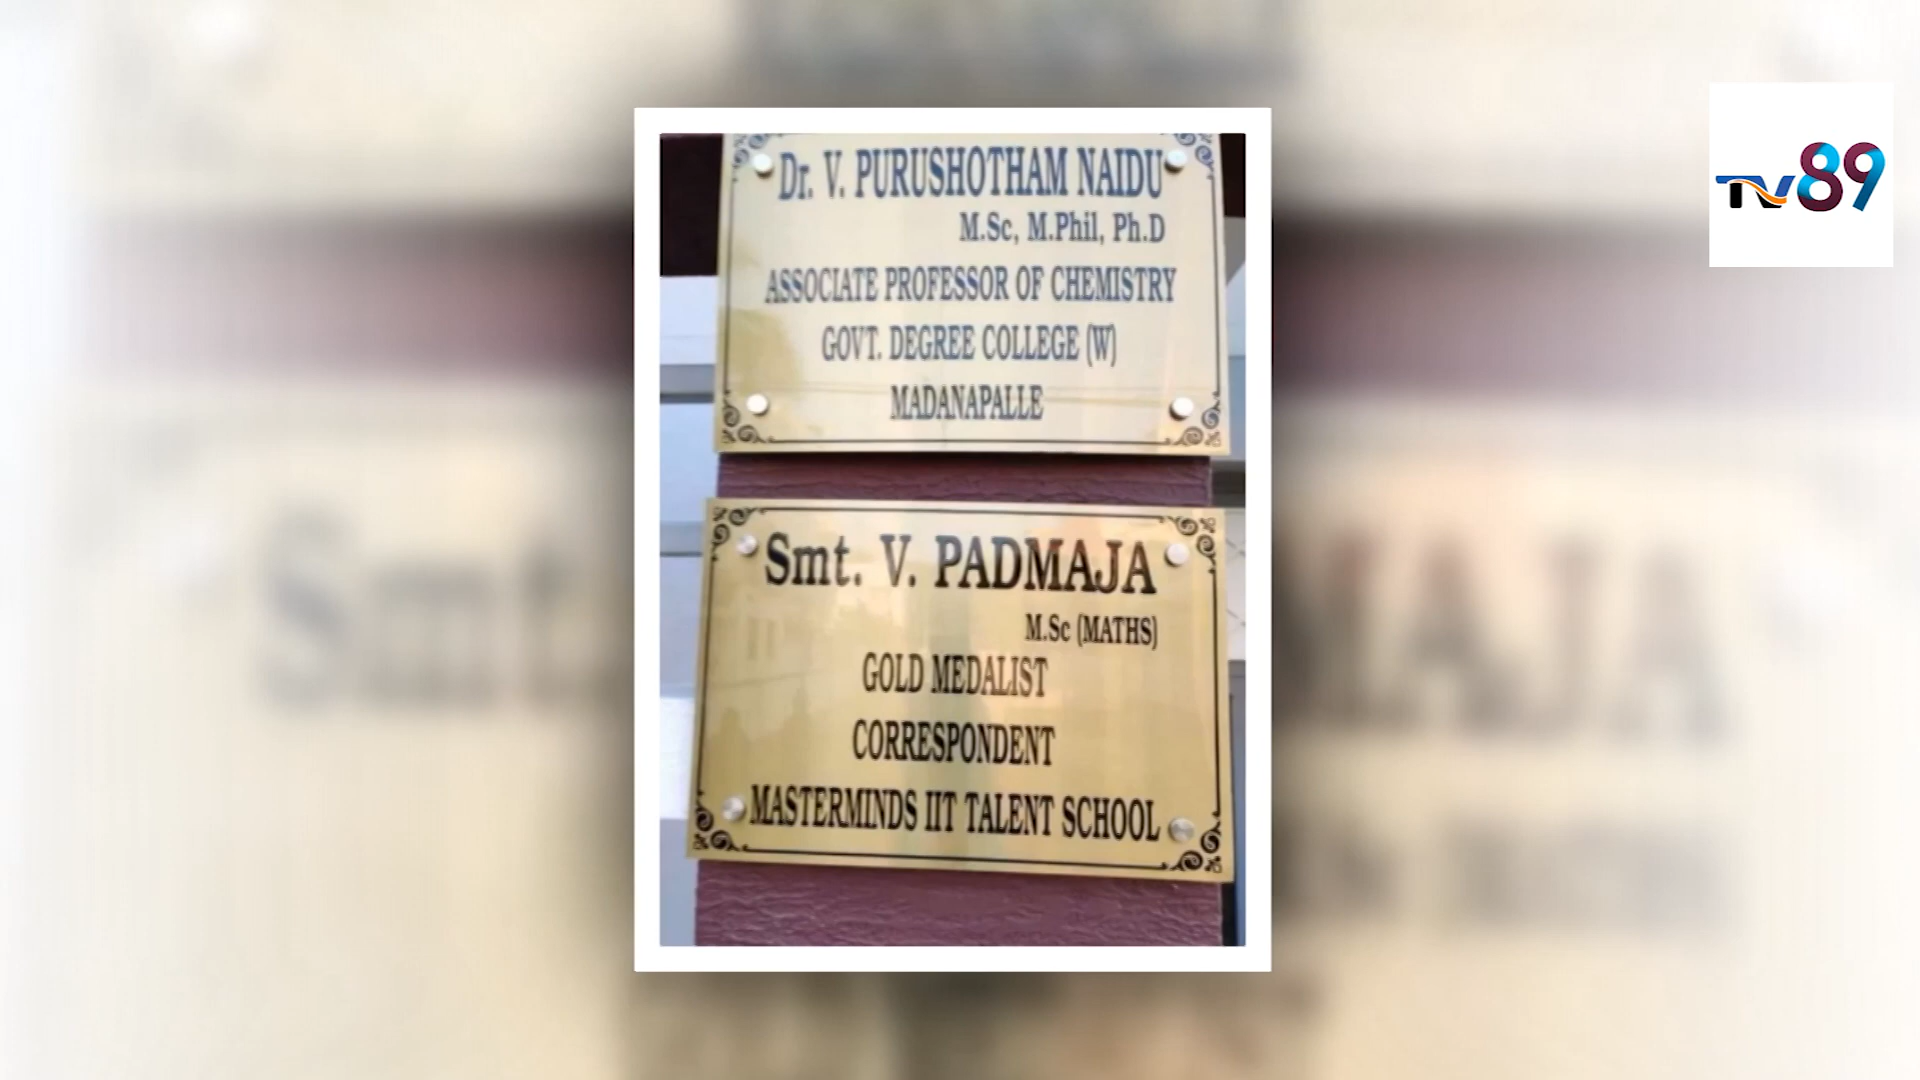 Dr. V. PURUSHOTHAM NAIDU
M.Sc, M.Phil, Ph.D
ASSOCIATE PROFESSOR OF CHEMISTRY
GOVT. DEGREE COLLEGE (W)
MADANAPALLE
Smt. V. PADMAJA
M.Sc (MATHS)
GOLD MEDALIST
CORRESPONDENT
MASTERMINDS IIT TALENT SCHOOL
TV89